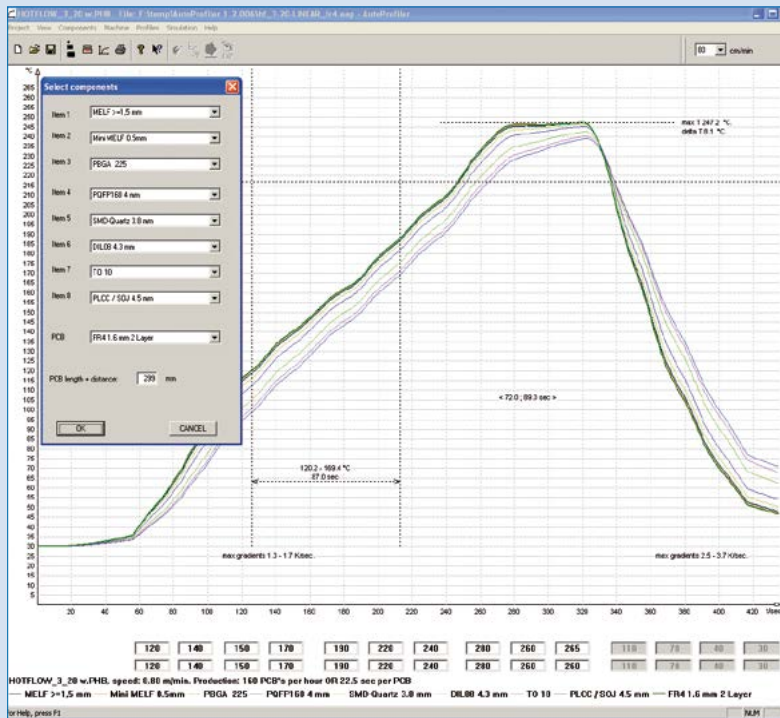 HOTFLOW_3_20 w.PHB File: F:\temp\AutoProfiler
Project View Components Machine Profiles Simulation Help
80 cm/min
°C
Select components
Item 1 MELF >=1,5 mm
Item 2 Mini MELF 0.5mm
Item 3 PBGA 225
Item 4 PQFP160 4 mm
Item 5 SMD-Quartz 3.8 mm
Item 6 DIL08 4.3 mm
Item 7 TO 10
Item 8 PLCC / SOJ 4.5 mm
PCB FR4 1.6 mm 2 Layer
PCB length + distance: 299 mm
OK CANCEL
265
260
255
250
245
240
235
230
225
220
215
210
205
200
195
190
185
180
175
170
165
160
155
150
145
140
135
130
125
120
115
110
105
100
95
90
85
80
75
70
65
60
55
50
45
40
35
30
25
20
15
10
5
max T 247.2 °C
delta T 8.1 °C
< 72.0 ; 89.3 sec >
120.2 - 169.4 °C
87.0 sec
max gradients 1.3 - 1.7 K/sec.
max gradients 2.5 - 3.7 K/sec.
20 40 60 80 100 120 140 160 180 200 220 240 260 280 300 320 340 360 380 400 420 t/sec
120 140 150 170 190 220 240 280 260 265 110 70 40 30
120 140 150 170 190 220 240 280 260 265 110 70 40 30
HOTFLOW_3_20 w.PHB, speed: 0.80 m/min. Production: 160 PCB's per hour OR 22.5 sec per PCB
MELF >=1,5 mm Mini MELF 0.5mm PBGA 225 PQFP160 4 mm SMD-Quartz 3.8 mm DIL08 4.3 mm TO 10 PLCC / SOJ 4.5 mm FR4 1.6 mm 2 Layer
or Help, press F1
NUM